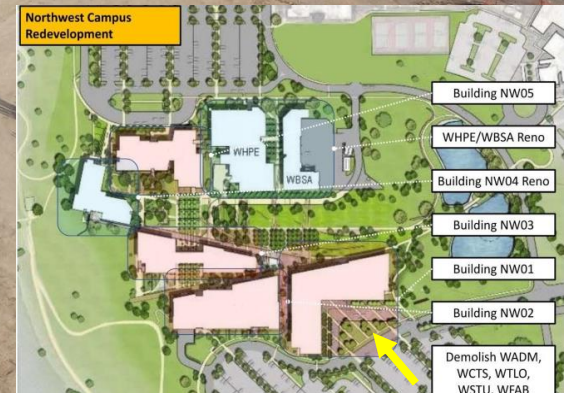 Northwest Campus
Redevelopment
Building NW05
WHPE
WHPE/WBSA Reno
WBSA
Building NW04 Reno
Building NW03
Building NW01
Building NW02
Demolish WADM,
WCTS, WTLO,
WSTU, WFAB